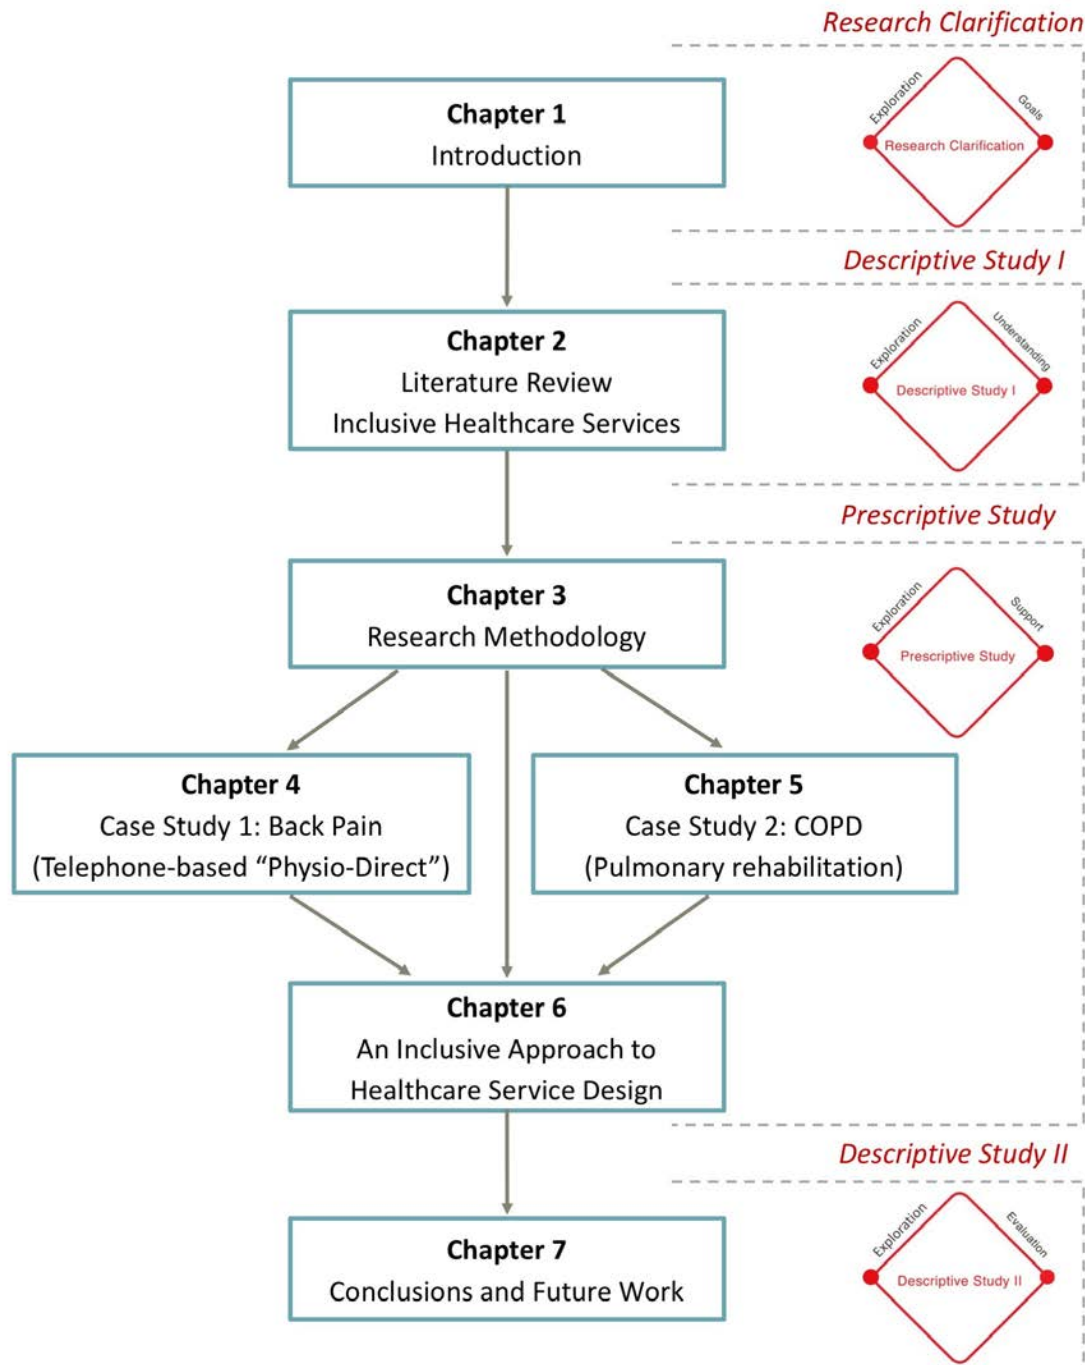 Research Clarification
Chapter 1
Introduction
Exploration
Goals
Research Clarification
Descriptive Study I
Chapter 2
Literature Review
Inclusive Healthcare Services
Exploration
Understanding
Descriptive Study I
Prescriptive Study
Chapter 3
Research Methodology
Exploration
Support
Prescriptive Study
Chapter 4
Case Study 1: Back Pain
(Telephone-based “Physio-Direct”)
Chapter 5
Case Study 2: COPD
(Pulmonary rehabilitation)
Chapter 6
An Inclusive Approach to
Healthcare Service Design
Descriptive Study II
Chapter 7
Conclusions and Future Work
Exploration
Evaluation
Descriptive Study II